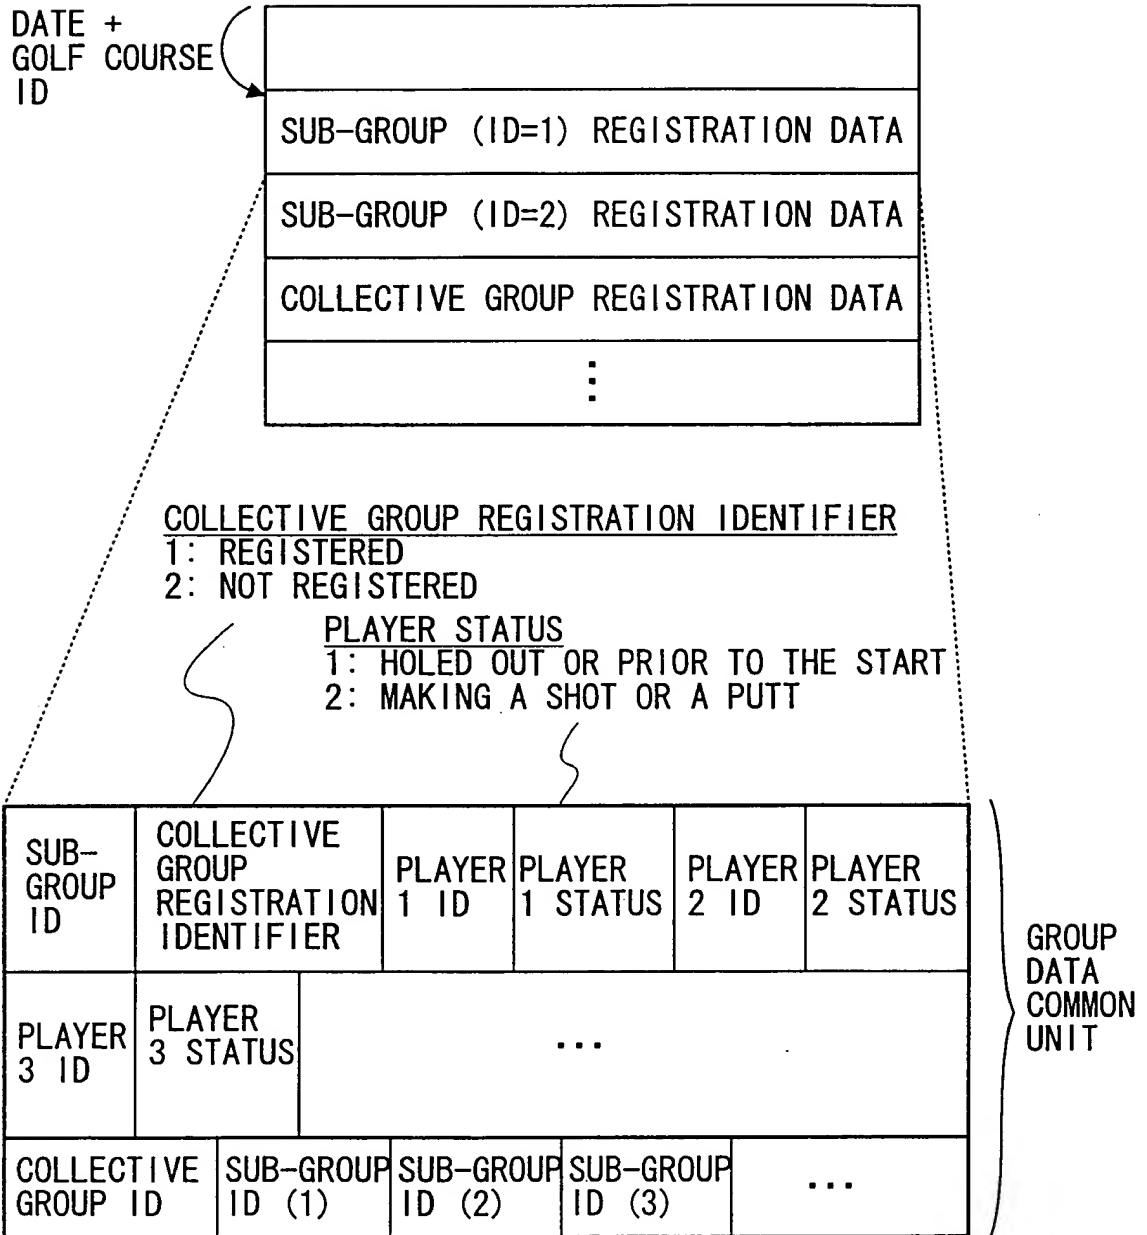 DATE +
GOLF COURSE
ID
SUB-GROUP (ID=1) REGISTRATION DATA
SUB-GROUP (ID=2) REGISTRATION DATA
COLLECTIVE GROUP REGISTRATION DATA
⋮
COLLECTIVE GROUP REGISTRATION IDENTIFIER
1: REGISTERED
2: NOT REGISTERED
PLAYER STATUS
1: HOLED OUT OR PRIOR TO THE START
2: MAKING A SHOT OR A PUTT
SUB-
GROUP
ID
COLLECTIVE
GROUP
REGISTRATION
IDENTIFIER
PLAYER
1 ID
PLAYER
1 STATUS
PLAYER
2 ID
PLAYER
2 STATUS
PLAYER
3 ID
PLAYER
3 STATUS
...
COLLECTIVE
GROUP ID
SUB-GROUP
ID (1)
SUB-GROUP
ID (2)
SUB-GROUP
ID (3)
...
GROUP
DATA
COMMON
UNIT